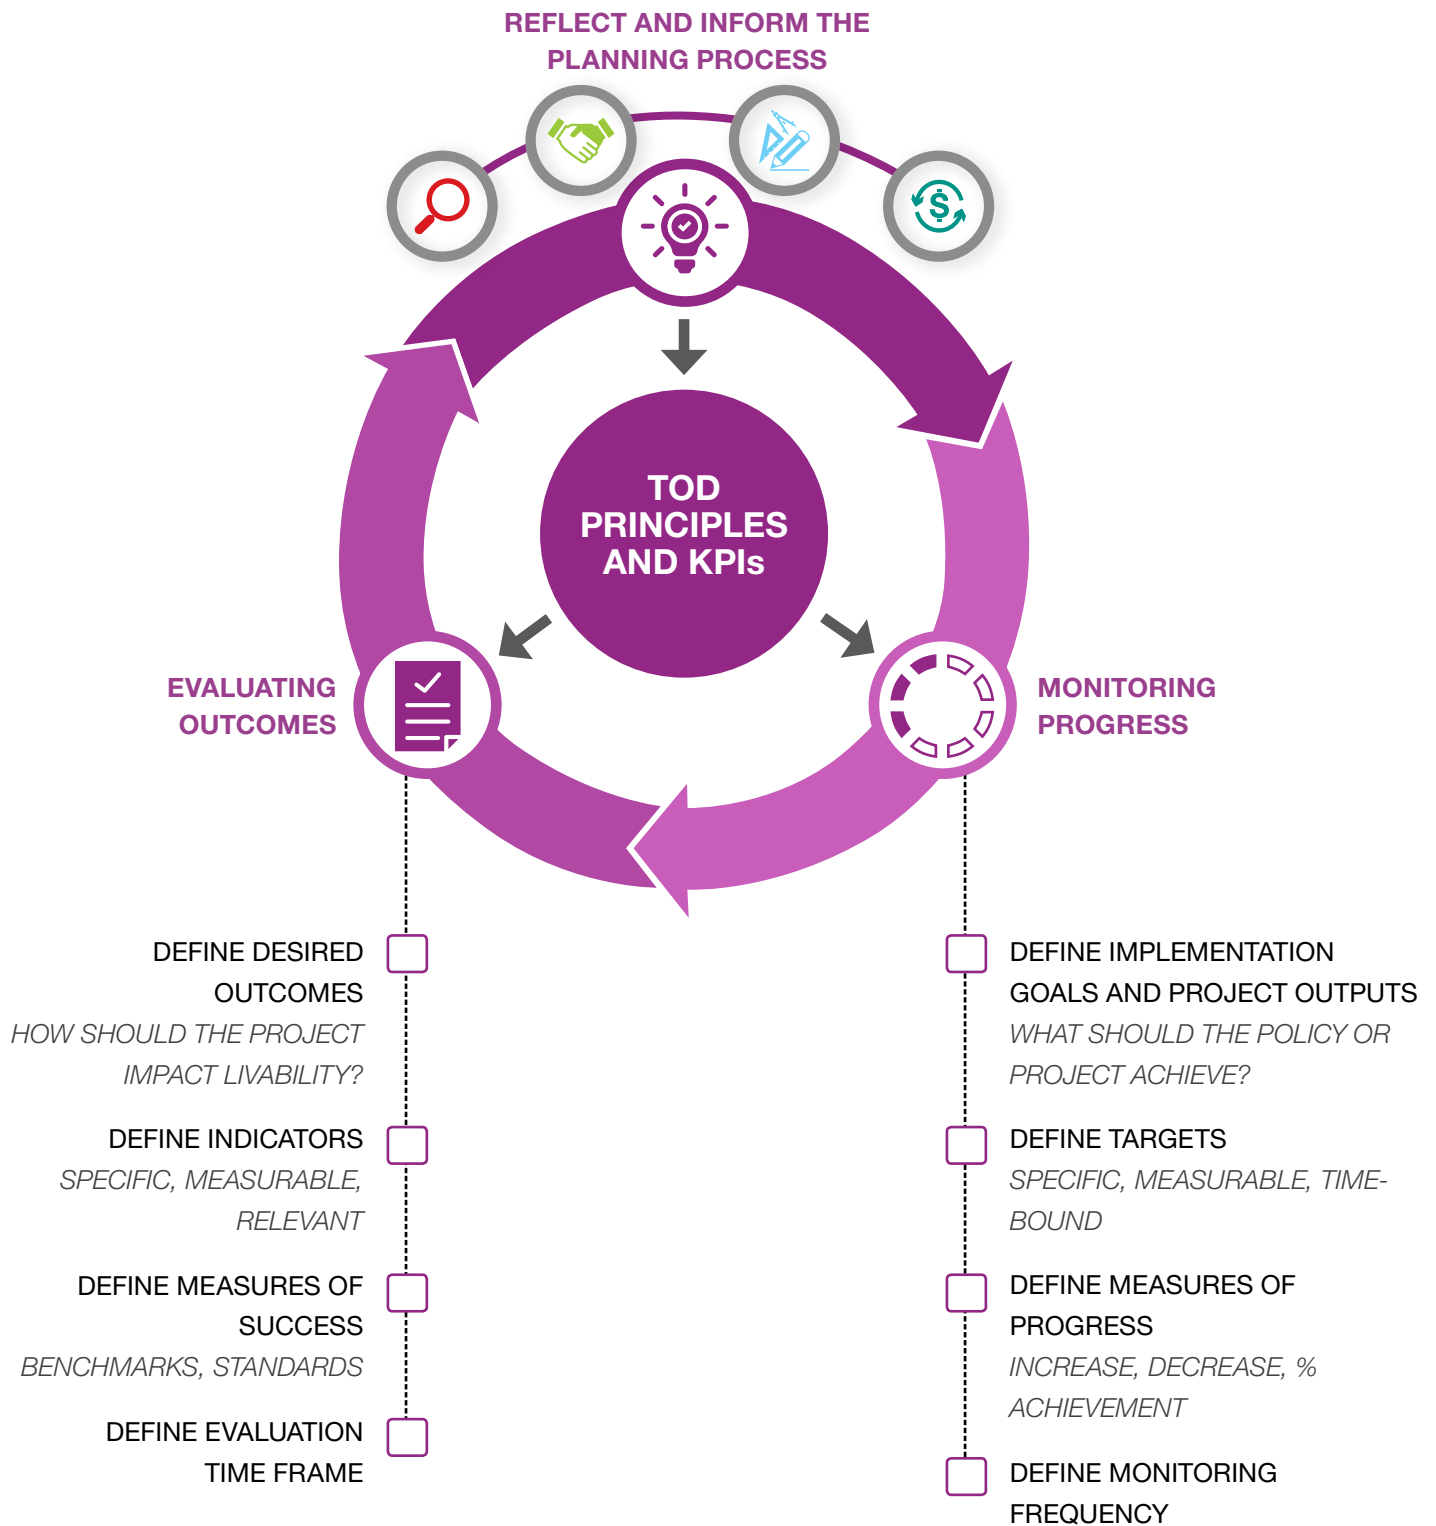 REFLECT AND INFORM THE
PLANNING PROCESS
$
TOD
PRINCIPLES
AND KPIs
EVALUATING
OUTCOMES
MONITORING
PROGRESS
DEFINE DESIRED
OUTCOMES
HOW SHOULD THE PROJECT
IMPACT LIVABILITY?
DEFINE INDICATORS
SPECIFIC, MEASURABLE,
RELEVANT
DEFINE MEASURES OF
SUCCESS
BENCHMARKS, STANDARDS
DEFINE EVALUATION
TIME FRAME
DEFINE IMPLEMENTATION
GOALS AND PROJECT OUTPUTS
WHAT SHOULD THE POLICY OR
PROJECT ACHIEVE?
DEFINE TARGETS
SPECIFIC, MEASURABLE, TIME-
BOUND
DEFINE MEASURES OF
PROGRESS
INCREASE, DECREASE, %
ACHIEVEMENT
DEFINE MONITORING
FREQUENCY